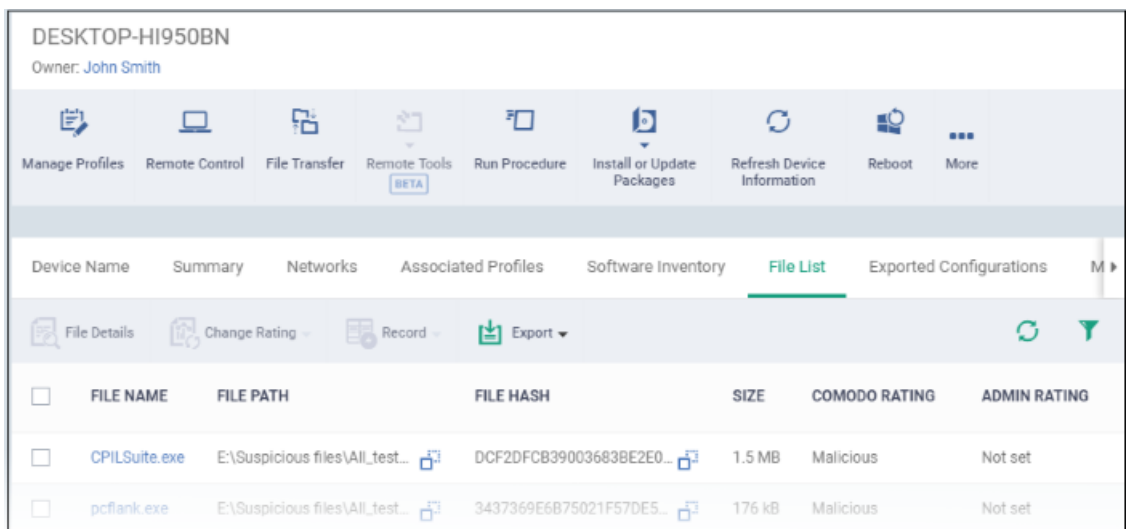 DESKTOP-HI950BN
Owner: John Smith
Manage Profiles Remote Control File Transfer Remote Tools Run Procedure Install or Update Refresh Device Reboot More
BETA Packages Information
Device Name Summary Networks Associated Profiles Software Inventory File List Exported Configurations M
File Details Change Rating Record Export
FILE NAME FILE PATH FILE HASH SIZE COMODO RATING ADMIN RATING
CPILSuite.exe E:\Suspicious files\All_test... DCF2DFCB39003683BE2E0... 1.5 MB Malicious Not set
pcflank.exe E:\Suspicious files\All_test... 3437369E6B75021F57DE5... 176 kB Malicious Not set